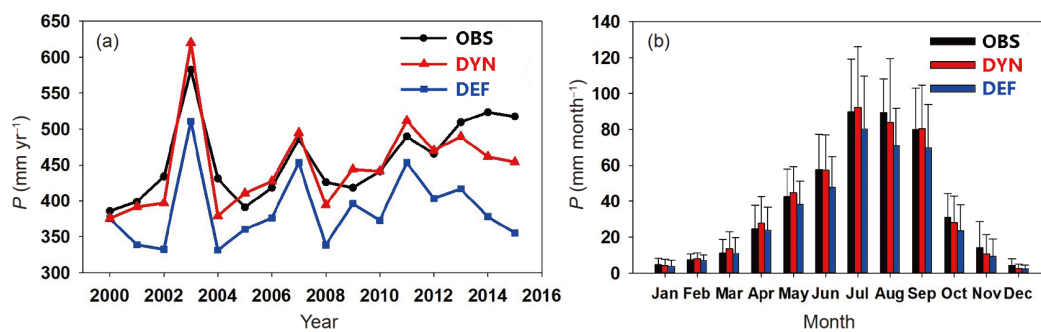 (a)
OBS
DYN
DEF
P (mm yr⁻¹)
650
600
550
500
450
400
350
300
2000 2002 2004 2006 2008 2010 2012 2014 2016
Year
(b)
OBS
DYN
DEF
P (mm month⁻¹)
140
120
100
80
60
40
20
0
Jan Feb Mar Apr May Jun Jul Aug Sep Oct Nov Dec
Month